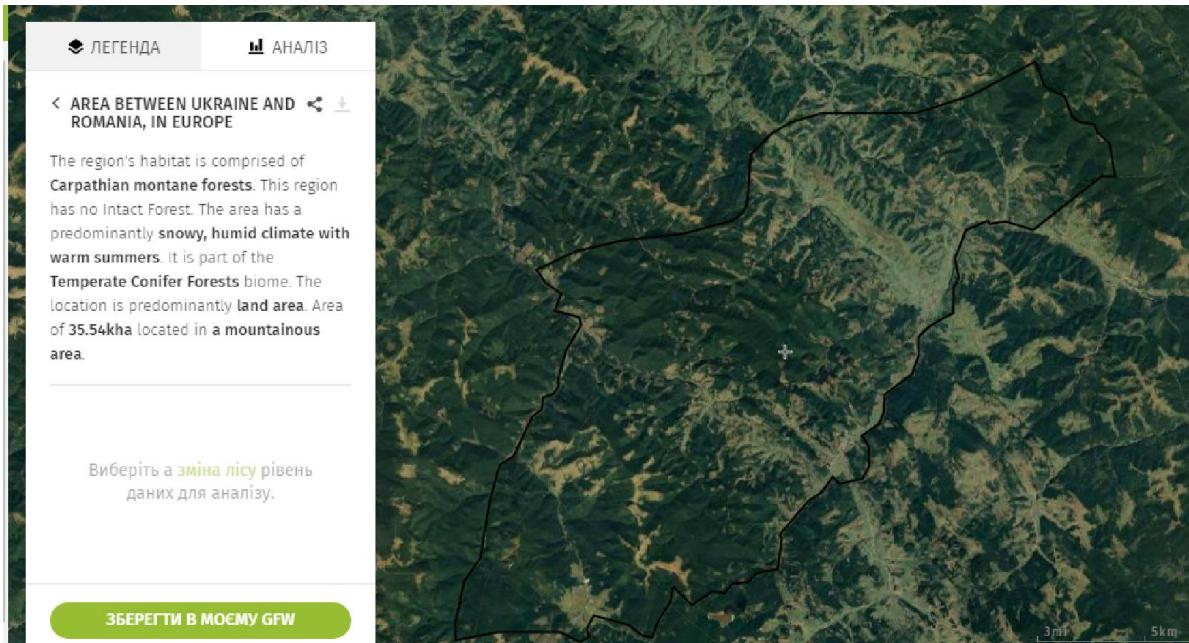 ЛЕГЕНДА
АНАЛІЗ
AREA BETWEEN UKRAINE AND
ROMANIA, IN EUROPE
The region's habitat is comprised of
Carpathian montane forests. This region
has no Intact Forest. The area has a
predominantly snowy, humid climate with
warm summers. It is part of the
Temperate Conifer Forests biome. The
location is predominantly land area. Area
of 35.54kha located in a mountainous
area.
Виберіть а зміна лісу рівень
даних для аналізу.
ЗБЕРЕГТИ В МОЄМУ GFW
3mi
5km